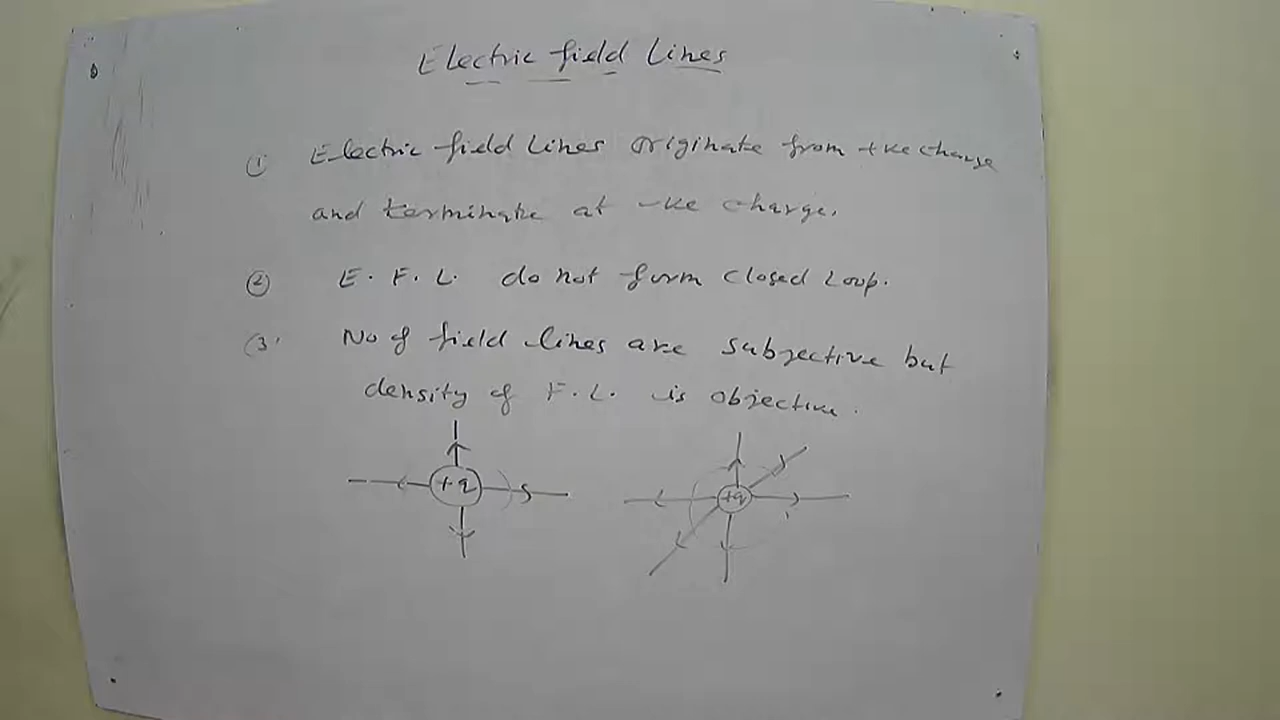 Electric field Lines
① Electric field Lines originate from +ve charge
and terminate at -ve charge.
② E. F. L. do not form closed Loop.
(3) No of field lines are subjective but
density of F. L. is objective.
+q +q